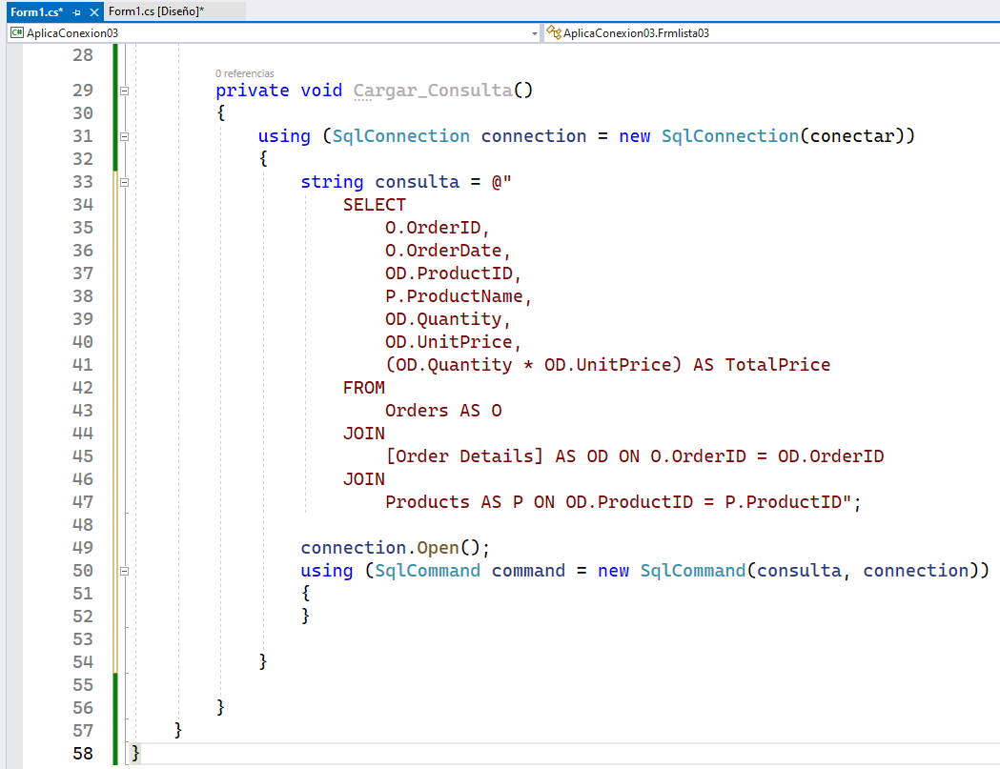 Form1.cs* Form1.cs [Diseño]*
AplicaConexion03 AplicaConexion03.Frmlista03
28
0 referencias
29 private void Cargar_Consulta()
30 {
31 using (SqlConnection connection = new SqlConnection(conectar))
32 {
33 string consulta = @"
34 SELECT
35 O.OrderID,
36 O.OrderDate,
37 OD.ProductID,
38 P.ProductName,
39 OD.Quantity,
40 OD.UnitPrice,
41 (OD.Quantity * OD.UnitPrice) AS TotalPrice
42 FROM
43 Orders AS O
44 JOIN
45 [Order Details] AS OD ON O.OrderID = OD.OrderID
46 JOIN
47 Products AS P ON OD.ProductID = P.ProductID";
48
49 connection.Open();
50 using (SqlCommand command = new SqlCommand(consulta, connection))
51 {
52 }
53
54 }
55
56 }
57 }
58 }